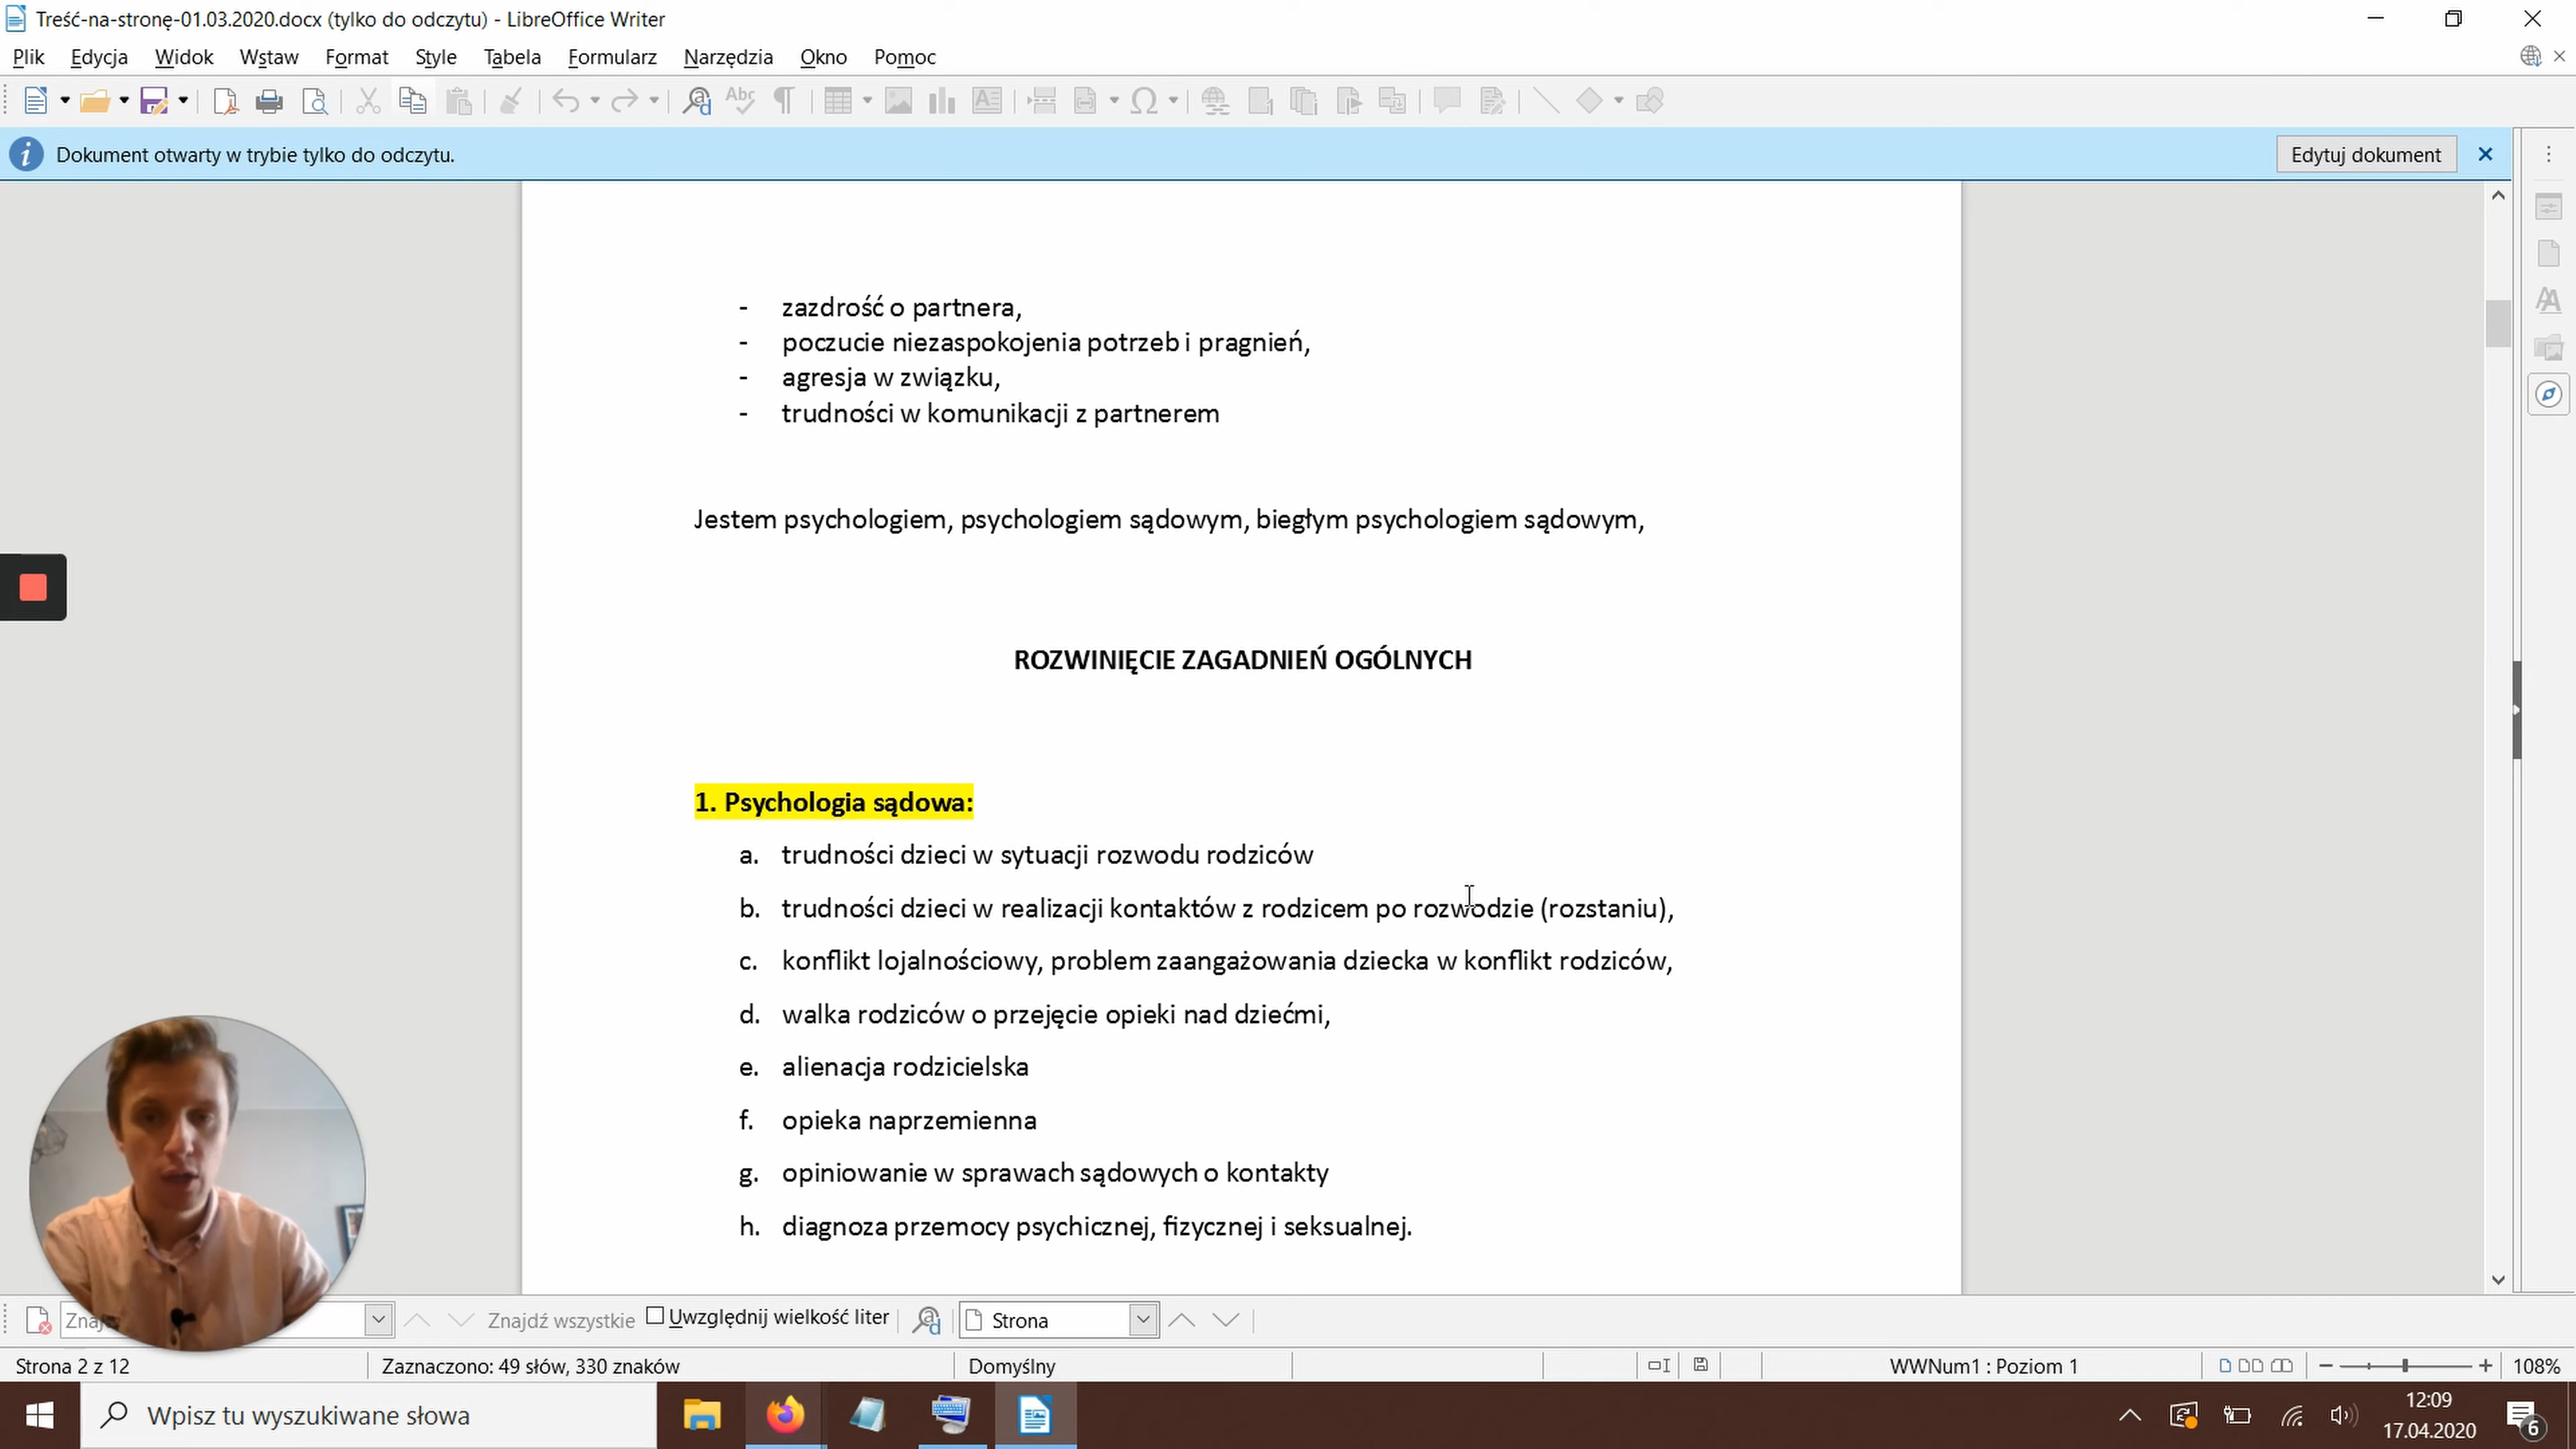 Treść-na-stronę-01.03.2020.docx (tylko do odczytu) - LibreOffice Writer
Plik Edycja Widok Wstaw Format Style Tabela Formularz Narzędzia Okno Pomoc
Dokument otwarty w trybie tylko do odczytu. Edytuj dokument
- zazdrość o partnera,
- poczucie niezaspokojenia potrzeb i pragnień,
- agresja w związku,
- trudności w komunikacji z partnerem
Jestem psychologiem, psychologiem sądowym, biegłym psychologiem sądowym,
ROZWINIĘCIE ZAGADNIEŃ OGÓLNYCH
1. Psychologia sądowa:
a. trudności dzieci w sytuacji rozwodu rodziców
b. trudności dzieci w realizacji kontaktów z rodzicem po rozwodzie (rozstaniu),
c. konflikt lojalnościowy, problem zaangażowania dziecka w konflikt rodziców,
d. walka rodziców o przejęcie opieki nad dziećmi,
e. alienacja rodzicielska
f. opieka naprzemienna
g. opiniowanie w sprawach sądowych o kontakty
h. diagnoza przemocy psychicznej, fizycznej i seksualnej.
Znajdź wszystkie Uwzględnij wielkość liter Strona
Strona 2 z 12 Zaznaczono: 49 słów, 330 znaków Domyślny WWNum1 : Poziom 1 108%
Wpisz tu wyszukiwane słowa 12:09
17.04.2020 6